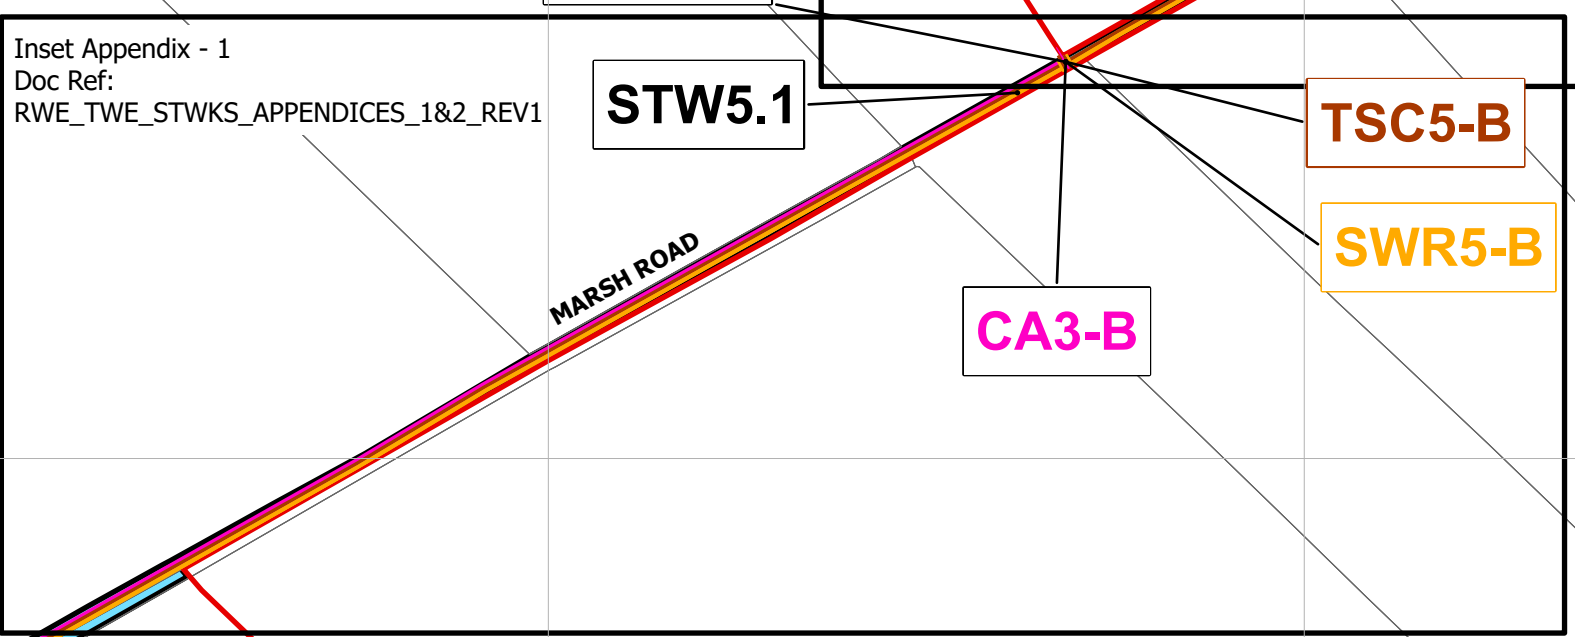 Inset Appendix - 1
Doc Ref:
RWE_TWE_STWKS_APPENDICES_1&2_REV1
STW5.1
TSC5-B
SWR5-B
MARSH ROAD
CA3-B